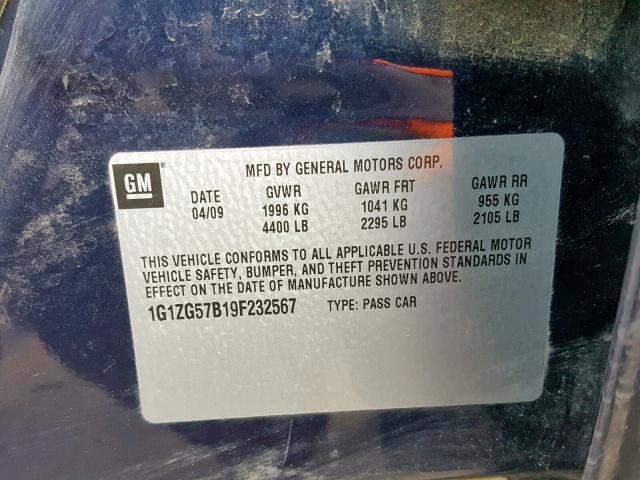 GM ®
MFD BY GENERAL MOTORS CORP.
DATE GVWR GAWR FRT GAWR RR
04/09 1996 KG 1041 KG 955 KG
4400 LB 2295 LB 2105 LB
THIS VEHICLE CONFORMS TO ALL APPLICABLE U.S. FEDERAL MOTOR
VEHICLE SAFETY, BUMPER, AND THEFT PREVENTION STANDARDS IN
EFFECT ON THE DATE OF MANUFACTURE SHOWN ABOVE.
1G1ZG57B19F232567 TYPE: PASS CAR